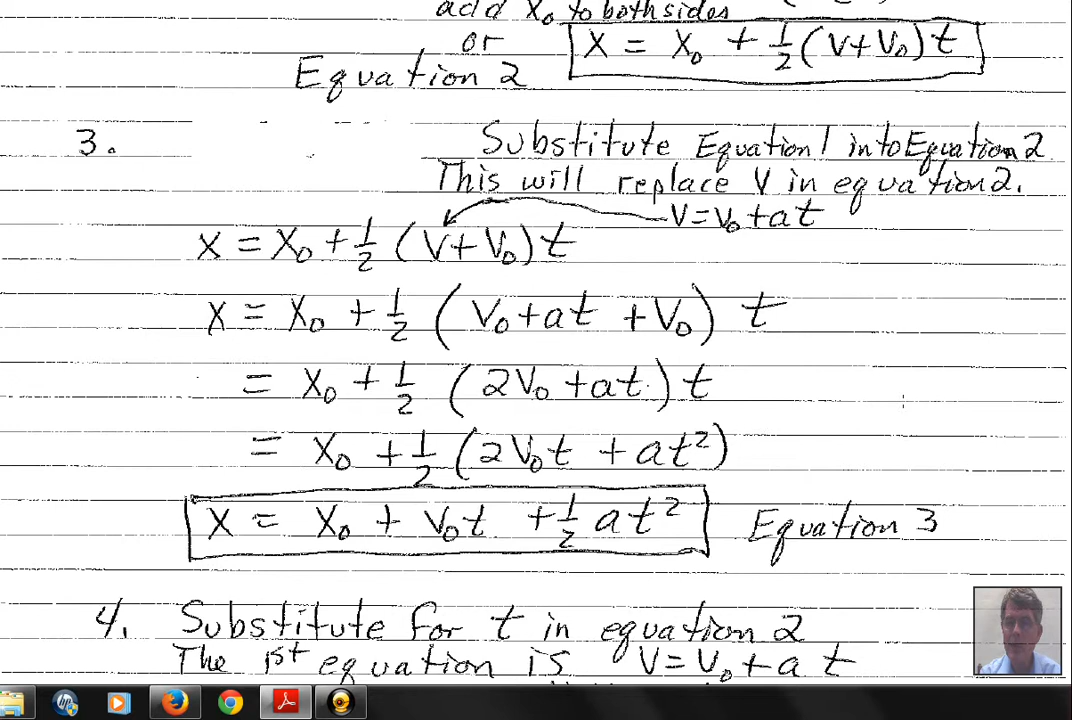 add X₀ to both sides
or
X = X₀ + ½(V+V₀)t
Equation 2
3.
Substitute Equation 1 into Equation 2
This will replace V in equation 2.
V=V₀+at
X = X₀ + ½ (V+V₀)t
X = X₀ + ½ (V₀+at +V₀) t
= X₀ + ½ (2V₀ +at) t
= X₀ + ½ (2V₀t + at²)
X = X₀ + V₀t + ½ at² Equation 3
4. Substitute for t in equation 2
The 1st equation is V=V₀+at